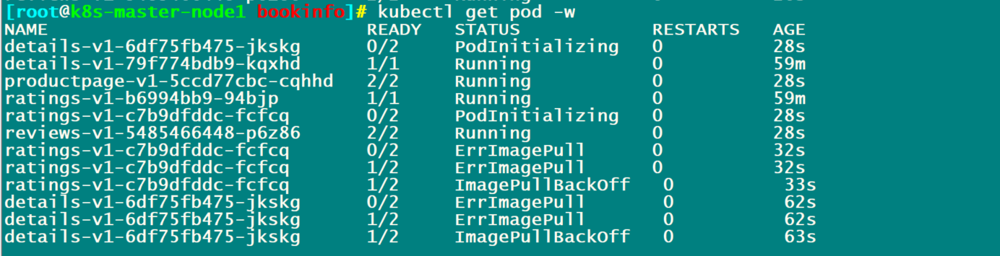 [root@k8s-master-node1 bookinfo]# kubectl get pod -w
NAME READY STATUS RESTARTS AGE
details-v1-6df75fb475-jkskg 0/2 PodInitializing 0 28s
details-v1-79f774bdb9-kqxhd 1/1 Running 0 59m
productpage-v1-5ccd77cbc-cqhhd 2/2 Running 0 28s
ratings-v1-b6994bb9-94bjp 1/1 Running 0 59m
ratings-v1-c7b9dfddc-fcfcq 0/2 PodInitializing 0 28s
reviews-v1-5485466448-p6z86 2/2 Running 0 28s
ratings-v1-c7b9dfddc-fcfcq 0/2 ErrImagePull 0 32s
ratings-v1-c7b9dfddc-fcfcq 1/2 ErrImagePull 0 32s
ratings-v1-c7b9dfddc-fcfcq 1/2 ImagePullBackOff 0 33s
details-v1-6df75fb475-jkskg 0/2 ErrImagePull 0 62s
details-v1-6df75fb475-jkskg 1/2 ErrImagePull 0 62s
details-v1-6df75fb475-jkskg 1/2 ImagePullBackOff 0 63s